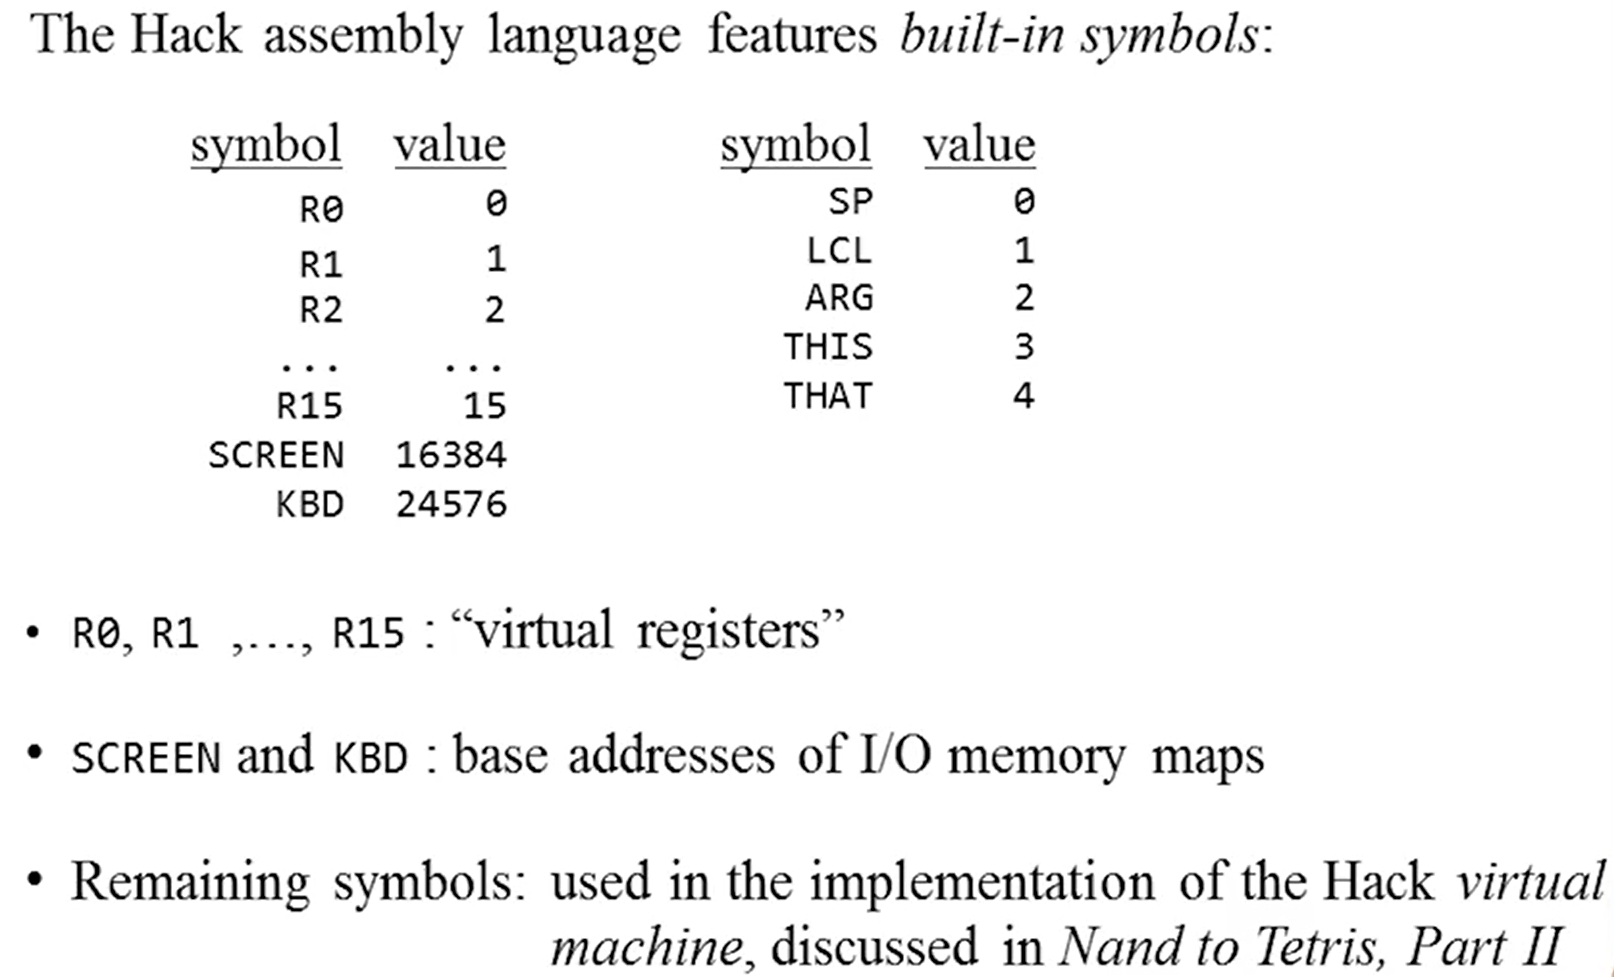 The Hack assembly language features built-in symbols:
symbol value
R0 0
R1 1
R2 2
... ...
R15 15
SCREEN 16384
KBD 24576
symbol value
SP 0
LCL 1
ARG 2
THIS 3
THAT 4
• R0, R1 ,..., R15 : “virtual registers”
• SCREEN and KBD : base addresses of I/O memory maps
• Remaining symbols: used in the implementation of the Hack virtual
machine, discussed in Nand to Tetris, Part II